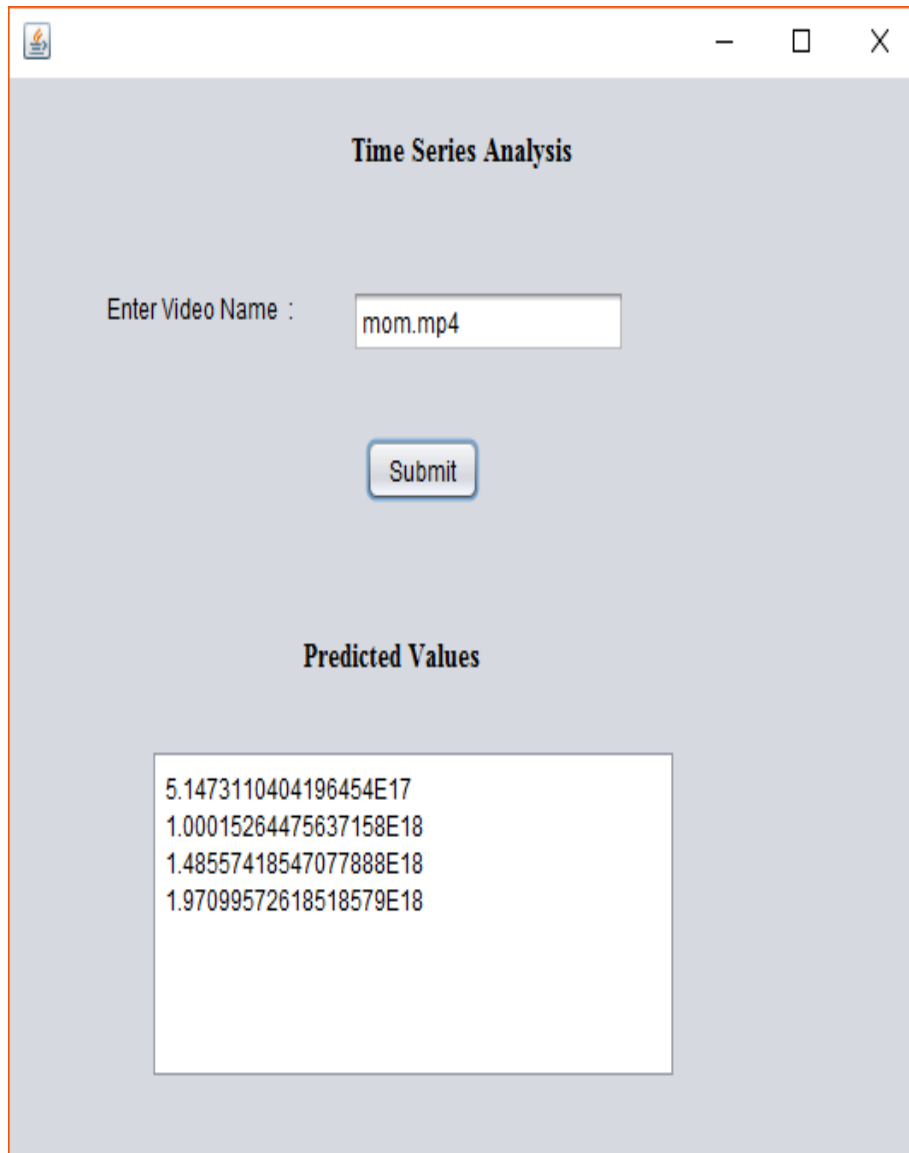 Time Series Analysis
Enter Video Name :
mom.mp4
Submit
Predicted Values
5.1473110404196454E17
1.00015264475637158E18
1.48557418547077888E18
1.97099572618518579E18